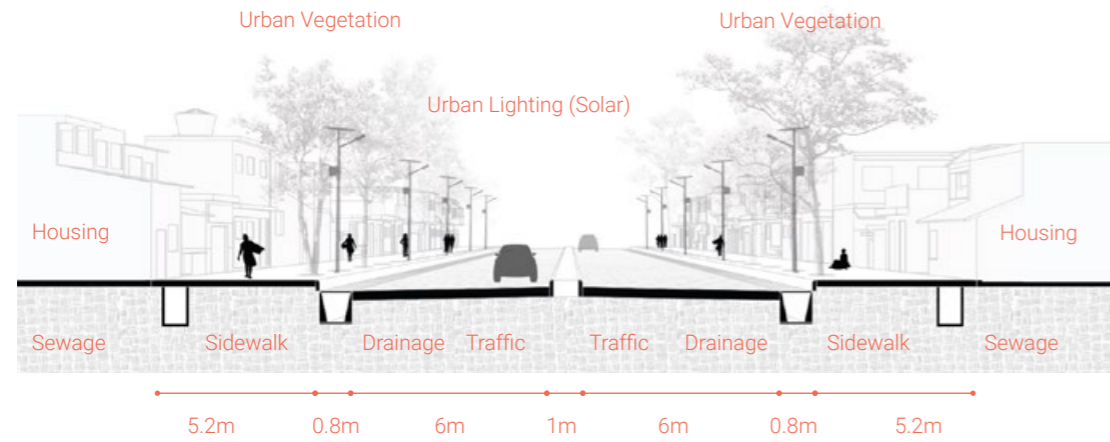 Urban Vegetation
Urban Vegetation
Urban Lighting (Solar)
Housing
Housing
Sewage
Sidewalk
Drainage
Traffic
Traffic
Drainage
Sidewalk
Sewage
5.2m
0.8m
6m
1m
6m
0.8m
5.2m